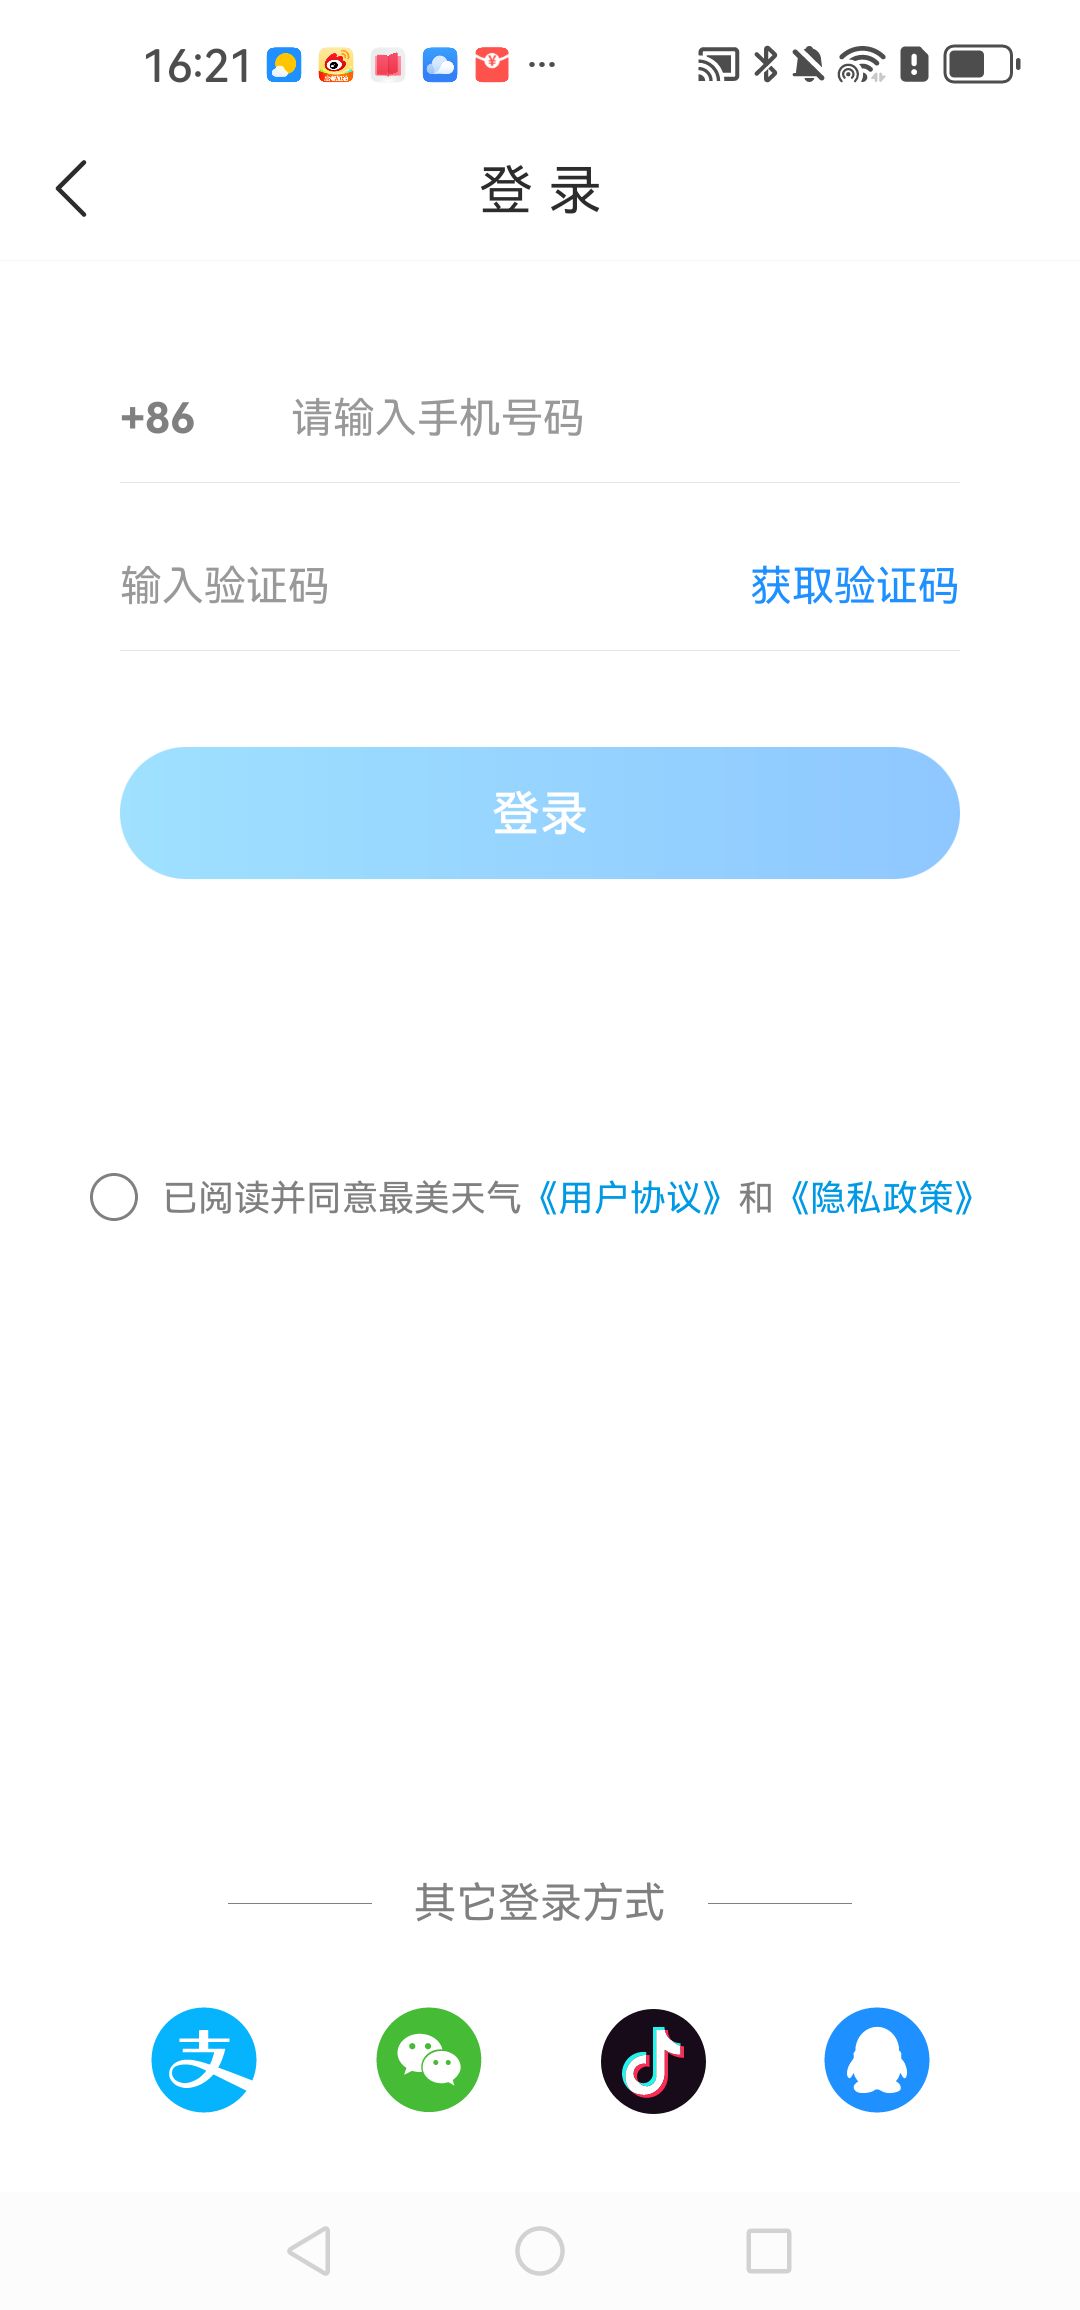 16:21
登 录
+86 请输入手机号码
输入验证码 获取验证码
登录
已阅读并同意最美天气《用户协议》和《隐私政策》
其它登录方式
支